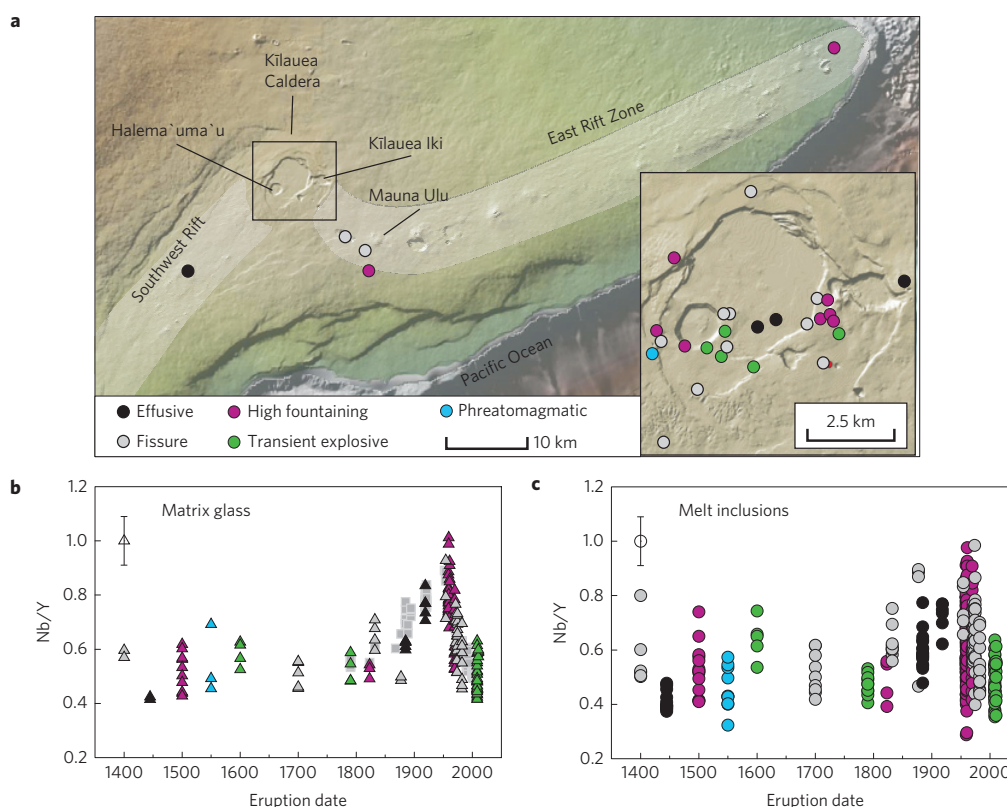 a
Kīlauea
Caldera
Halema`uma`u
Kīlauea Iki
East Rift Zone
Mauna Ulu
Southwest Rift
Pacific Ocean
Effusive
High fountaining
Phreatomagmatic
Fissure
Transient explosive
10 km
2.5 km
b
Matrix glass
Nb/Y
1.2
1.0
0.8
0.6
0.4
0.2
1400 1500 1600 1700 1800 1900 2000
Eruption date
c
Melt inclusions
Nb/Y
1.2
1.0
0.8
0.6
0.4
0.2
1400 1500 1600 1700 1800 1900 2000
Eruption date